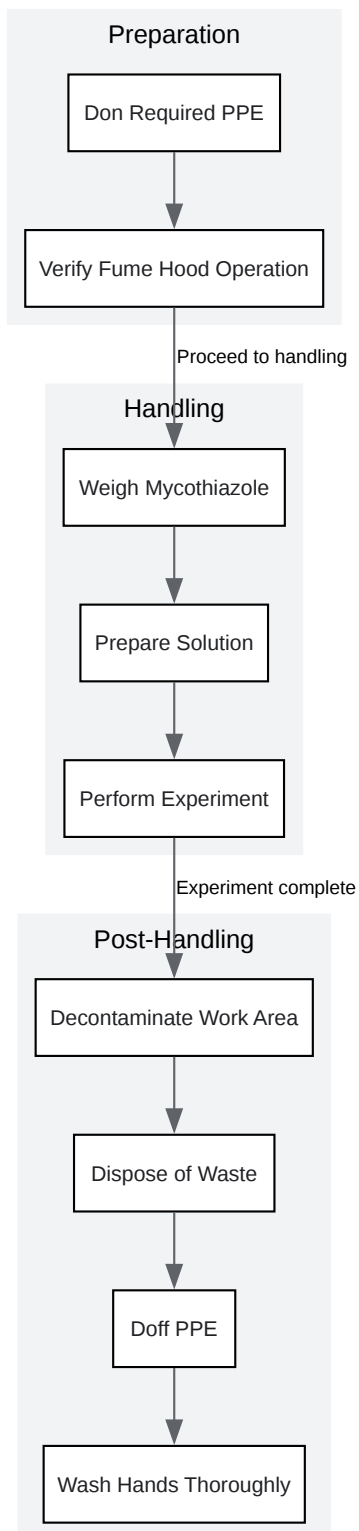 Preparation
Don Required PPE
Verify Fume Hood Operation
Proceed to handling
Handling
Weigh Mycothiazole
Prepare Solution
Perform Experiment
Experiment complete
Post-Handling
Decontaminate Work Area
Dispose of Waste
Doff PPE
Wash Hands Thoroughly